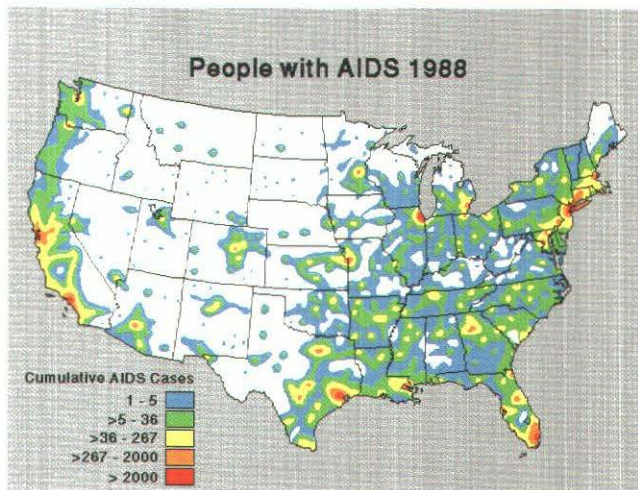 People with AIDS 1988
Cumulative AIDS Cases
1 - 5
>5 - 36
>36 - 267
>267 - 2000
> 2000